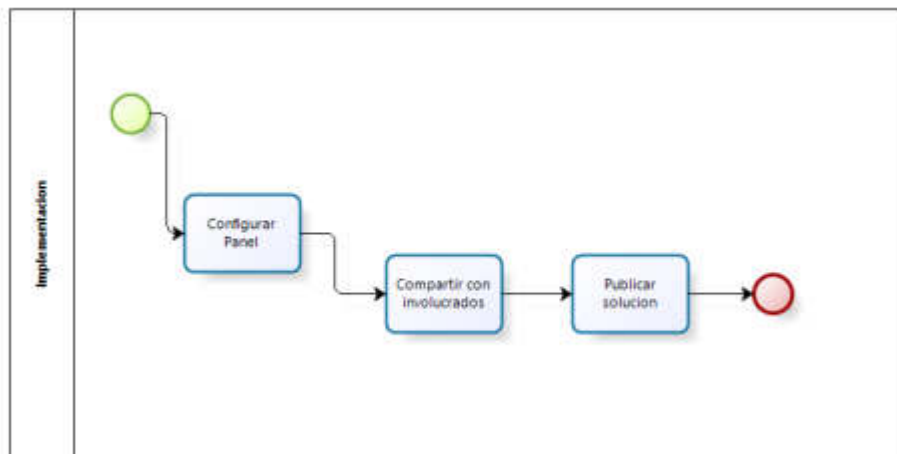 Implementacion
Configurar
Panel
Compartir con
involucrados
Publicar
solucion